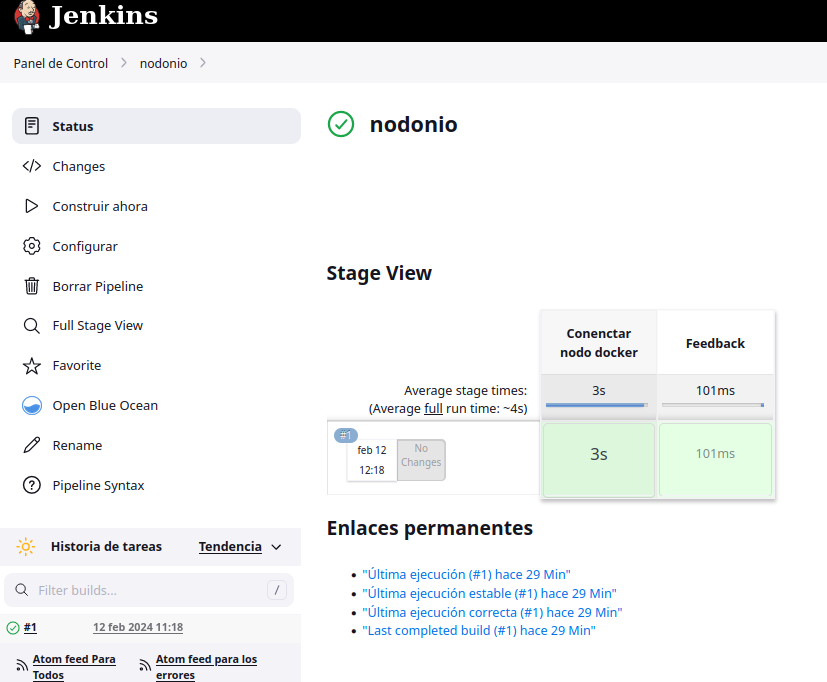 Jenkins
Panel de Control > nodonio >
Status
Changes
Construir ahora
Configurar
Borrar Pipeline
Full Stage View
Favorite
Open Blue Ocean
Rename
Pipeline Syntax
Historia de tareas Tendencia
Filter builds... /
#1 12 feb 2024 11:18
Atom feed Para Todos
Atom feed para los errores
nodonio
Stage View
Conenctar
nodo docker
Feedback
Average stage times:
(Average full run time: ~4s)
3s 101ms
#1
feb 12
12:18
No
Changes
3s 101ms
Enlaces permanentes
"Última ejecución (#1) hace 29 Min"
"Última ejecución estable (#1) hace 29 Min"
"Última ejecución correcta (#1) hace 29 Min"
"Last completed build (#1) hace 29 Min"